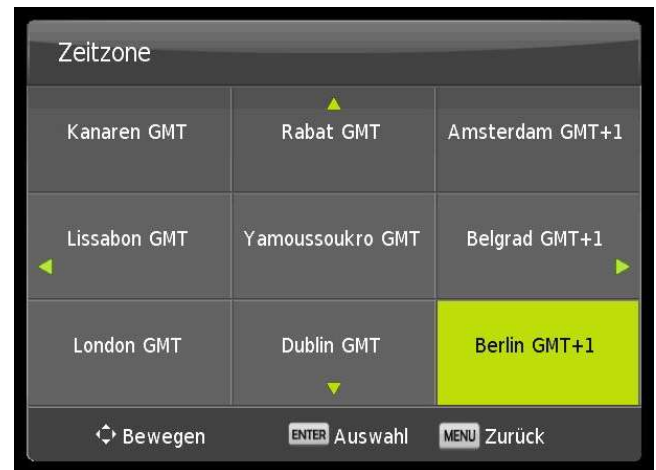 Zeitzone
Kanaren GMT Rabat GMT Amsterdam GMT+1
Lissabon GMT Yamoussoukro GMT Belgrad GMT+1
London GMT Dublin GMT Berlin GMT+1
Bewegen ENTER Auswahl MENU Zurück